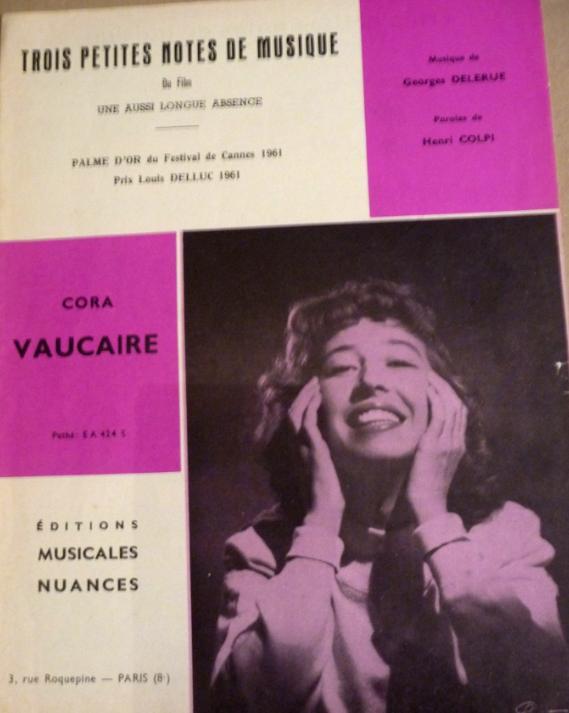 TROIS PETITES NOTES DE MUSIQUE
Du Film
UNE AUSSI LONGUE ABSENCE
PALME D'OR du Festival de Cannes 1961
Prix Louis DELLUC 1961
Musique de
Georges DELERUE
Paroles de
Henri COLPI
CORA
VAUCAIRE
Pathé: EA 424 S
ÉDITIONS
MUSICALES
NUANCES
3, rue Roquepine — PARIS (8e)